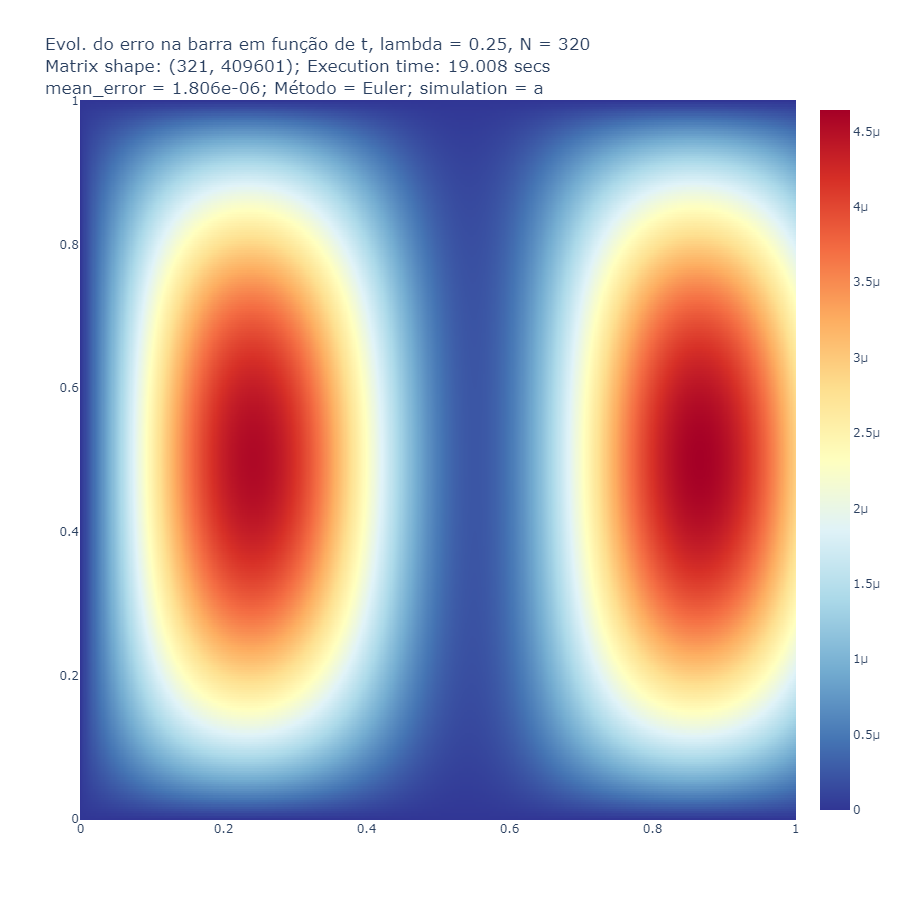 Evol. do erro na barra em função de t, lambda = 0.25, N = 320
Matrix shape: (321, 409601); Execution time: 19.008 secs
mean_error = 1.806e-06; Método = Euler; simulation = a
1
0.8
0.6
0.4
0.2
0
0 0.2 0.4 0.6 0.8 1
4.5μ
4μ
3.5μ
3μ
2.5μ
2μ
1.5μ
1μ
0.5μ
0